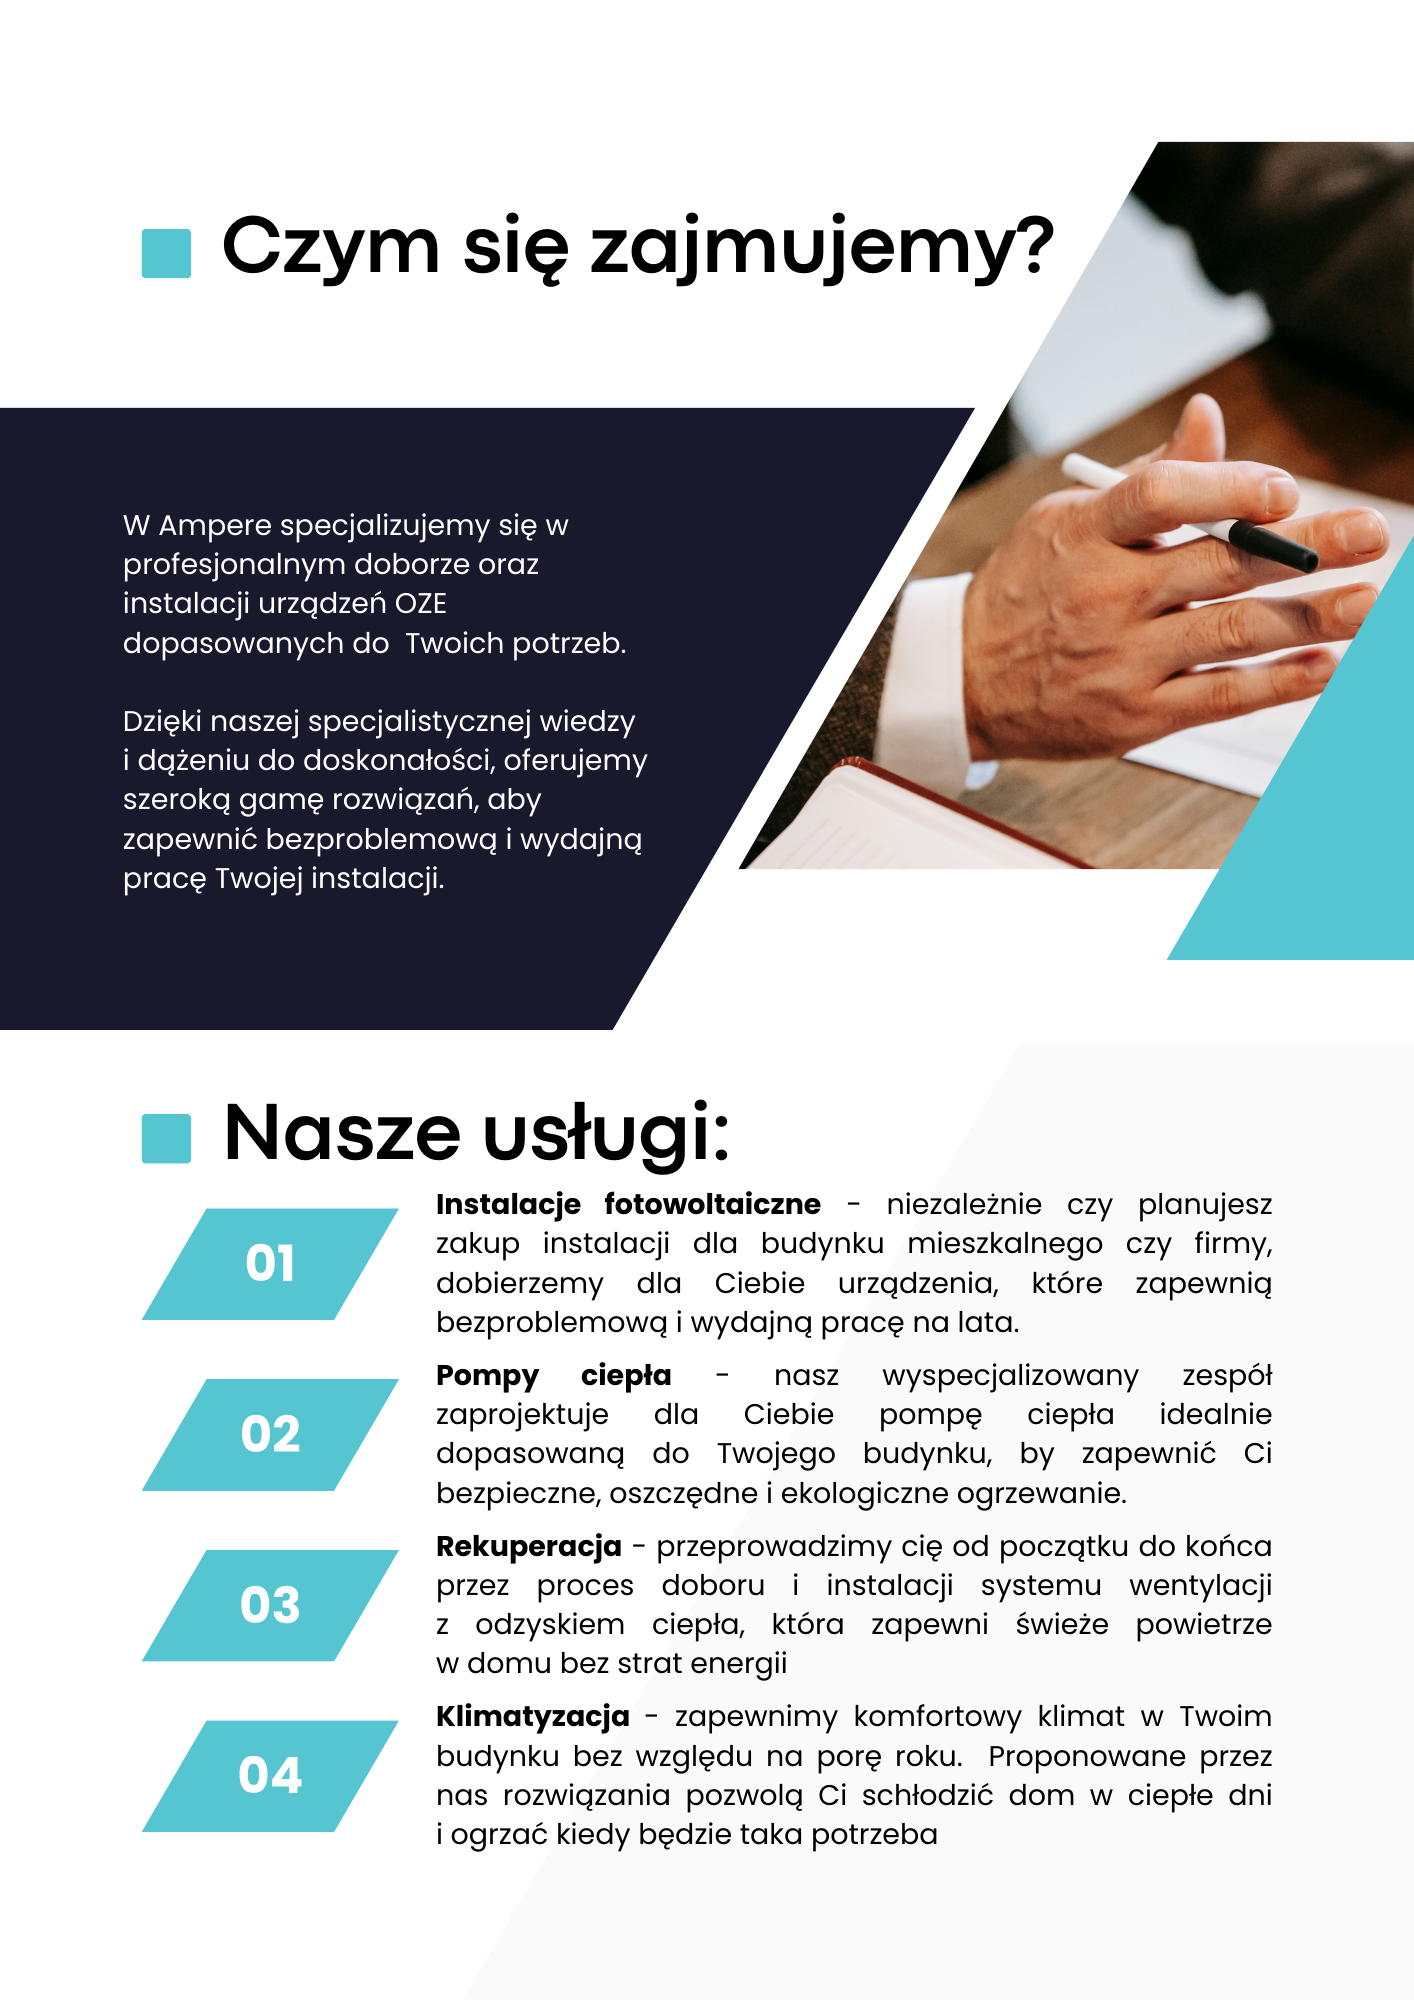 Czym się zajmujemy?
W Ampere specjalizujemy się w
profesjonalnym doborze oraz
instalacji urządzeń OZE
dopasowanych do  Twoich potrzeb.
Dzięki naszej specjalistycznej wiedzy
i dążeniu do doskonałości, oferujemy
szeroką gamę rozwiązań, aby
zapewnić bezproblemową i wydajną
pracę Twojej instalacji.
Nasze usługi:
01
Instalacje fotowoltaiczne - niezależnie czy planujesz
zakup instalacji dla budynku mieszkalnego czy firmy,
dobierzemy dla Ciebie urządzenia, które zapewnią
bezproblemową i wydajną pracę na lata.
02
Pompy ciepła - nasz wyspecjalizowany zespół
zaprojektuje dla Ciebie pompę ciepła idealnie
dopasowaną do Twojego budynku, by zapewnić Ci
bezpieczne, oszczędne i ekologiczne ogrzewanie.
03
Rekuperacja - przeprowadzimy cię od początku do końca
przez proces doboru i instalacji systemu wentylacji
z odzyskiem ciepła, która zapewni świeże powietrze
w domu bez strat energii
04
Klimatyzacja - zapewnimy komfortowy klimat w Twoim
budynku bez względu na porę roku.  Proponowane przez
nas rozwiązania pozwolą Ci schłodzić dom w ciepłe dni
i ogrzać kiedy będzie taka potrzeba